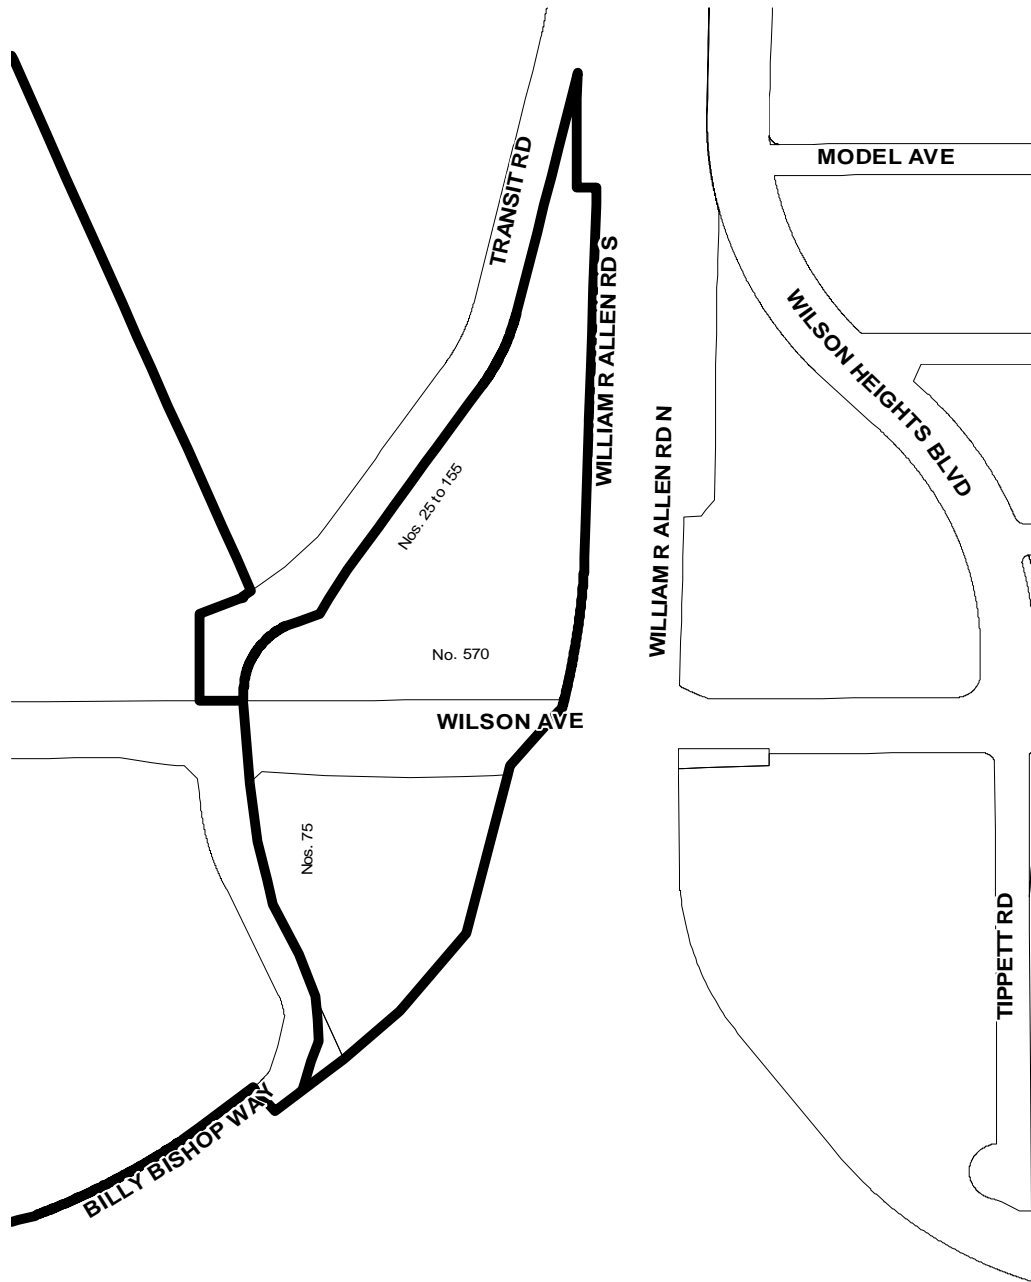 MODEL AVE
TRANSIT RD
WILLIAM R ALLEN RD S
WILSON HEIGHTS BLVD
WILLIAM R ALLEN RD N
Nos. 25 to 155
No. 570
WILSON AVE
Nos. 75
TIPPETT RD
BILLY BISHOP WAY